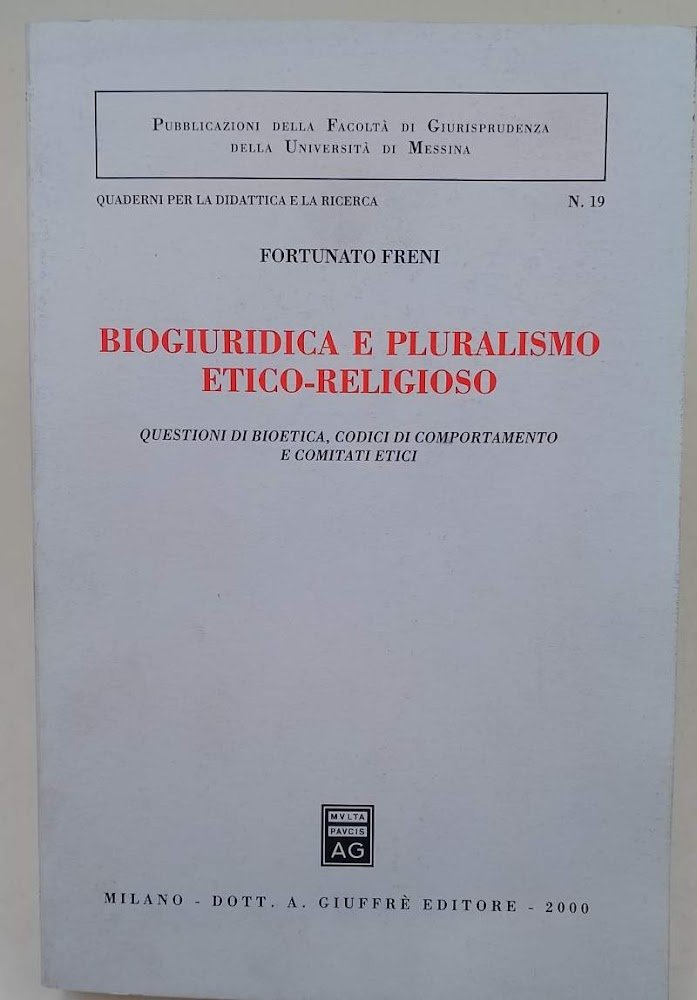 PUBBLICAZIONI DELLA FACOLTÀ DI GIURISPRUDENZA
DELLA UNIVERSITÀ DI MESSINA
QUADERNI PER LA DIDATTICA E LA RICERCA N. 19
FORTUNATO FRENI
BIOGIURIDICA E PLURALISMO
ETICO-RELIGIOSO
QUESTIONI DI BIOETICA, CODICI DI COMPORTAMENTO
E COMITATI ETICI
MVLTA
PAVCIS
AG
MILANO - DOTT. A. GIUFFRÈ EDITORE - 2000